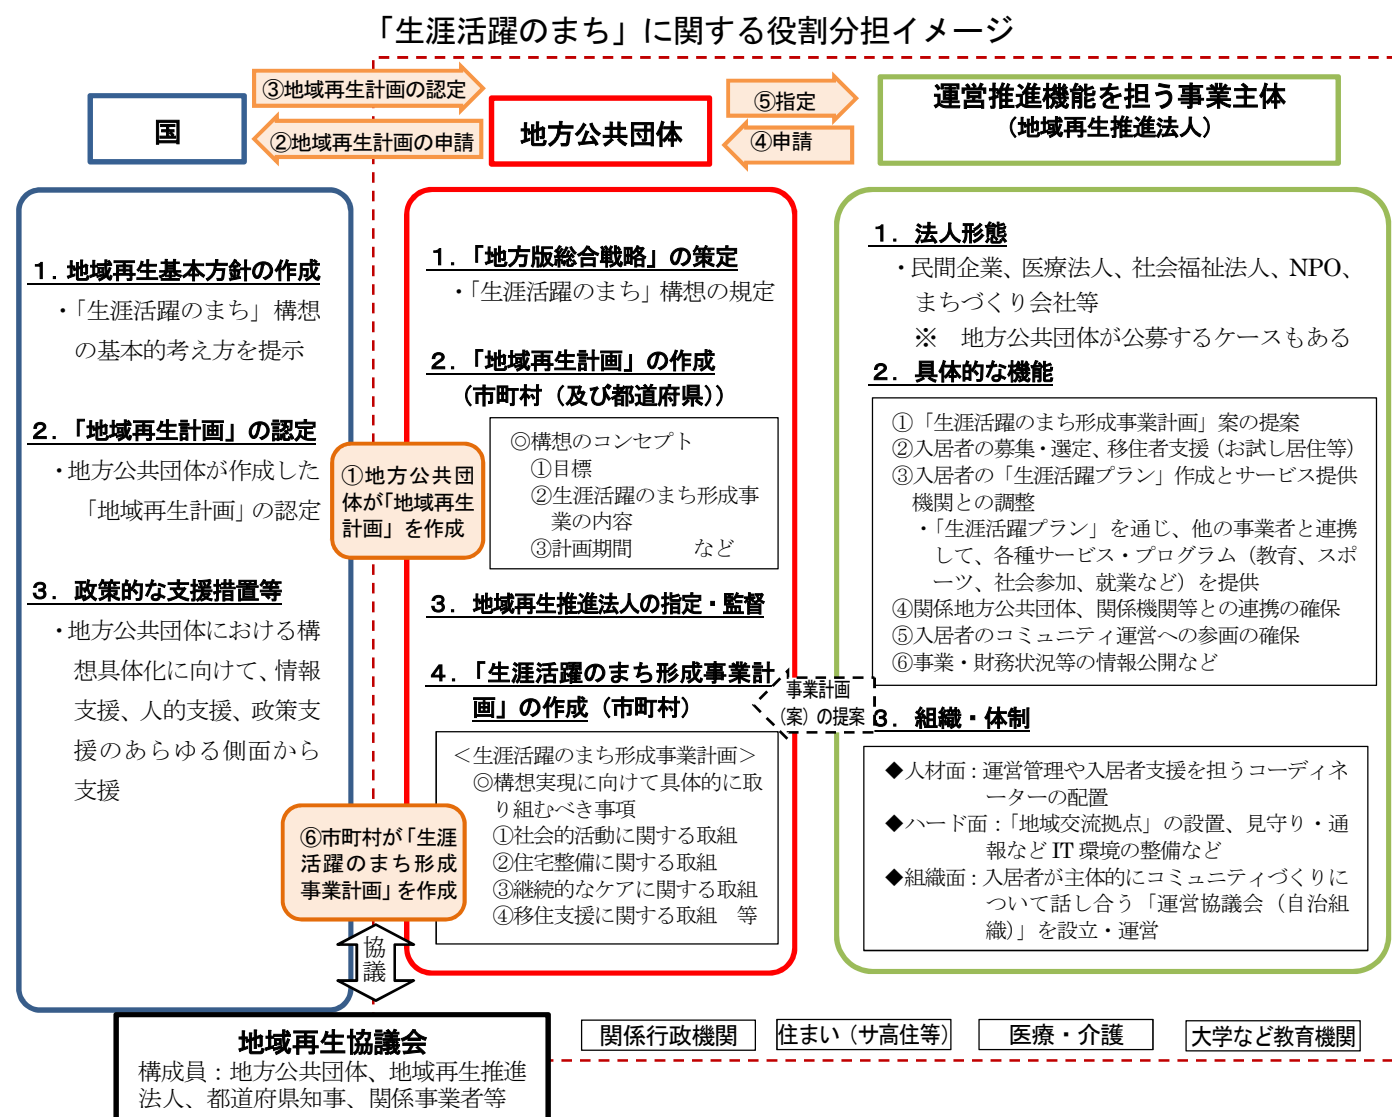 「生涯活躍のまち」に関する役割分担イメージ
国
③地域再生計画の認定
②地域再生計画の申請
地方公共団体
⑤指定
④申請
運営推進機能を担う事業主体
（地域再生推進法人）
１．地域再生基本方針の作成
・「生涯活躍のまち」構想
の基本的考え方を提示
２．「地域再生計画」の認定
・地方公共団体が作成した
「地域再生計画」の認定
３．政策的な支援措置等
・地方公共団体における構
想具体化に向けて、情報
支援、人的支援、政策支
援のあらゆる側面から
支援
①地方公共団
体が「地域再生
計画」を作成
⑥市町村が「生涯
活躍のまち形成
事業計画」を作成
協
議
１．「地方版総合戦略」の策定
・「生涯活躍のまち」構想の規定
２．「地域再生計画」の作成
（市町村（及び都道府県））
◎構想のコンセプト
①目標
②生涯活躍のまち形成事
業の内容
③計画期間　　など
３．地域再生推進法人の指定・監督
４．「生涯活躍のまち形成事業計
画」の作成（市町村）
＜生涯活躍のまち形成事業計画＞
◎構想実現に向けて具体的に取
り組むべき事項
①社会的活動に関する取組
②住宅整備に関する取組
③継続的なケアに関する取組
④移住支援に関する取組　等
事業計画
（案）の提案
１．法人形態
・民間企業、医療法人、社会福祉法人、NPO、
まちづくり会社等
※　地方公共団体が公募するケースもある
２．具体的な機能
①「生涯活躍のまち形成事業計画」案の提案
②入居者の募集・選定、移住者支援（お試し居住等）
③入居者の「生涯活躍プラン」作成とサービス提供
機関との調整
・「生涯活躍プラン」を通じ、他の事業者と連携
して、各種サービス・プログラム（教育、スポ
ーツ、社会参加、就業など）を提供
④関係地方公共団体、関係機関等との連携の確保
⑤入居者のコミュニティ運営への参画の確保
⑥事業・財務状況等の情報公開など
３．組織・体制
◆人材面：運営管理や入居者支援を担うコーディネ
ーターの配置
◆ハード面：「地域交流拠点」の設置、見守り・通
報など IT 環境の整備など
◆組織面：入居者が主体的にコミュニティづくりに
ついて話し合う「運営協議会（自治組
織）」を設立・運営
地域再生協議会
構成員：地方公共団体、地域再生推進
法人、都道府県知事、関係事業者等
関係行政機関
住まい（サ高住等）
医療・介護
大学など教育機関